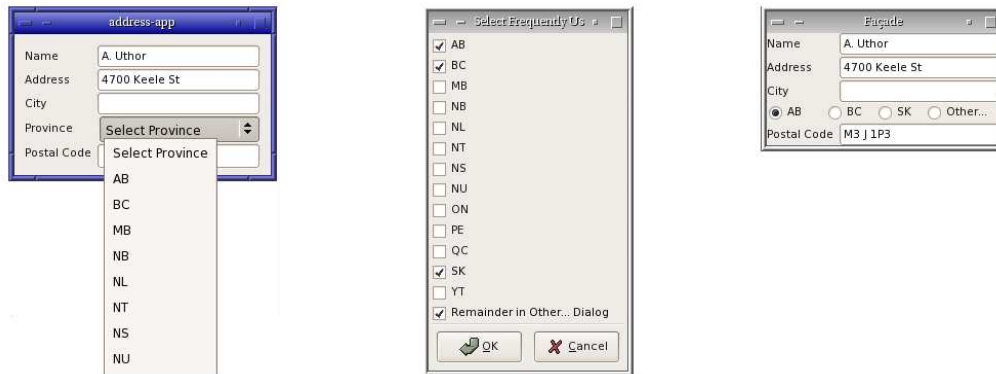 address-app
Name A. Uthor
Address 4700 Keele St
City
Province Select Province
Postal Code
Select Province
AB
BC
MB
NB
NL
NT
NS
NU
Select Frequently Us
AB
BC
MB
NB
NL
NT
NS
NU
ON
PE
QC
SK
YT
Remainder in Other... Dialog
OK Cancel
Façade
Name A. Uthor
Address 4700 Keele St
City
AB BC SK Other...
Postal Code M3 J 1P3